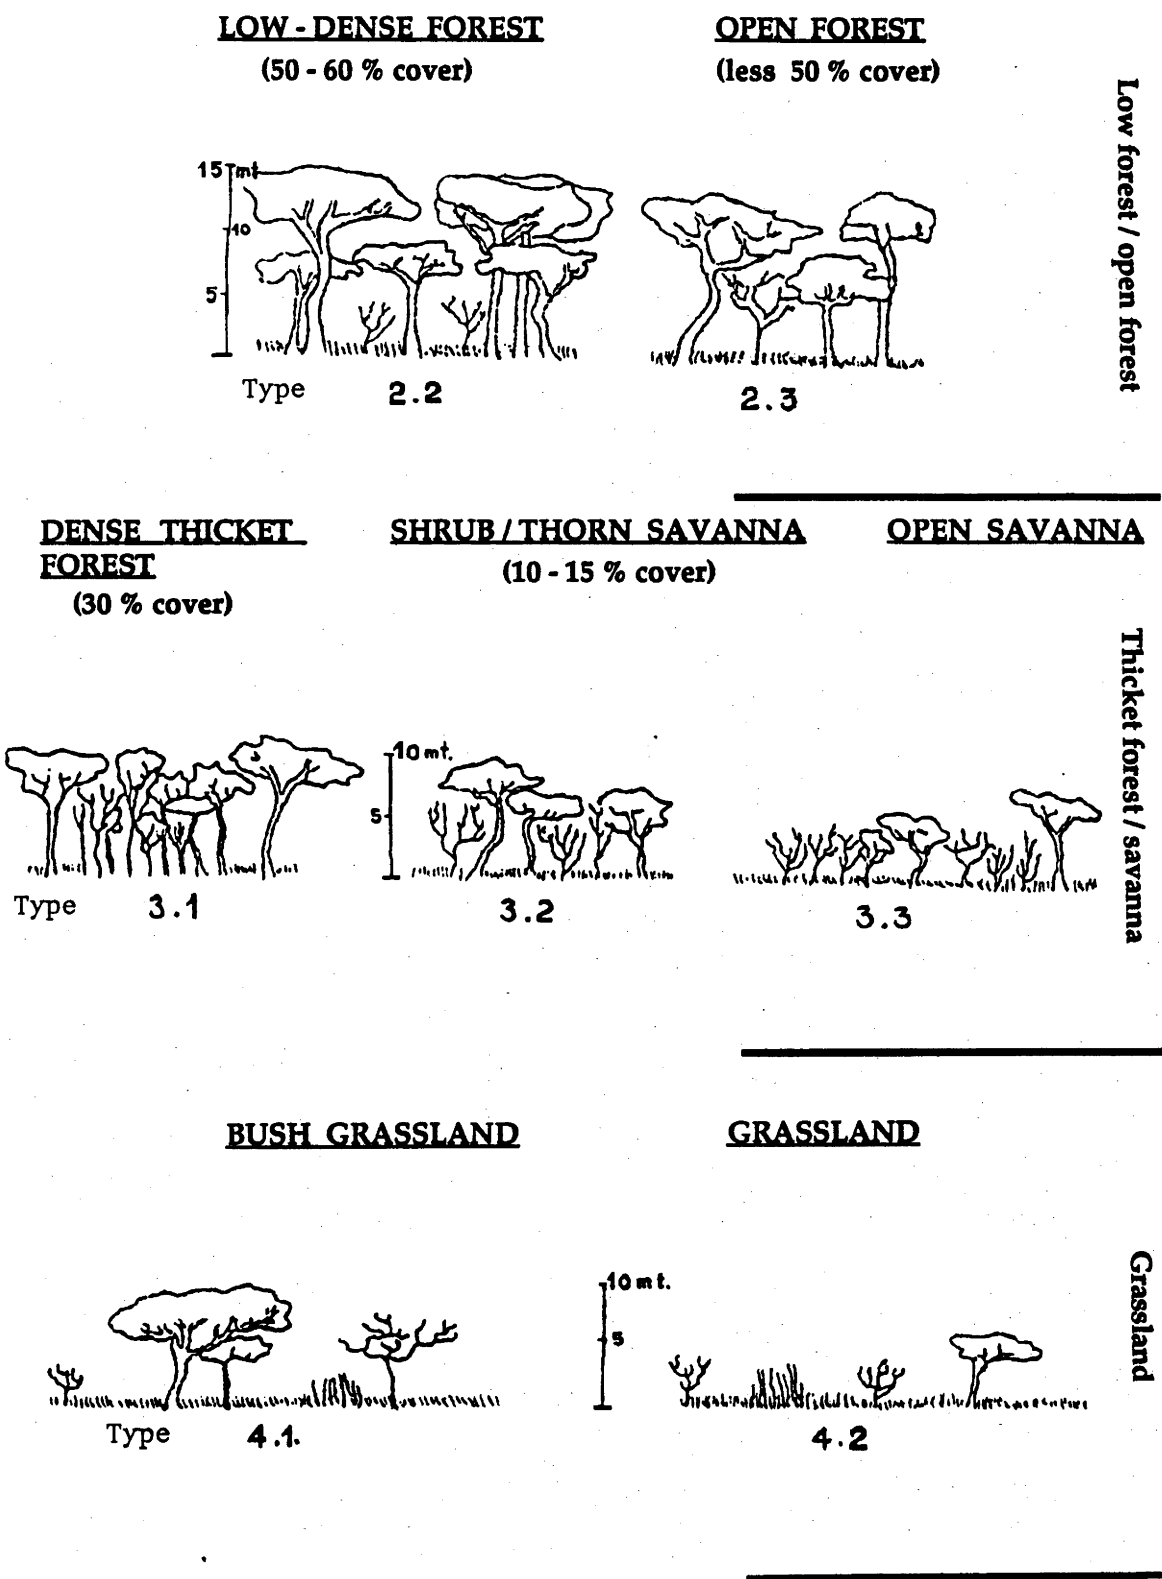 LOW - DENSE FOREST
(50 - 60 % cover)
OPEN FOREST
(less 50 % cover)
Low forest / open forest
15 mt
10
5
Type 2.2
2.3
DENSE THICKET
FOREST
(30 % cover)
SHRUB / THORN SAVANNA
(10 - 15 % cover)
OPEN SAVANNA
Thicket forest / savanna
10 mt.
5
Type 3.1
3.2
3.3
BUSH GRASSLAND
GRASSLAND
Grassland
10 mt.
5
Type 4.1.
4.2